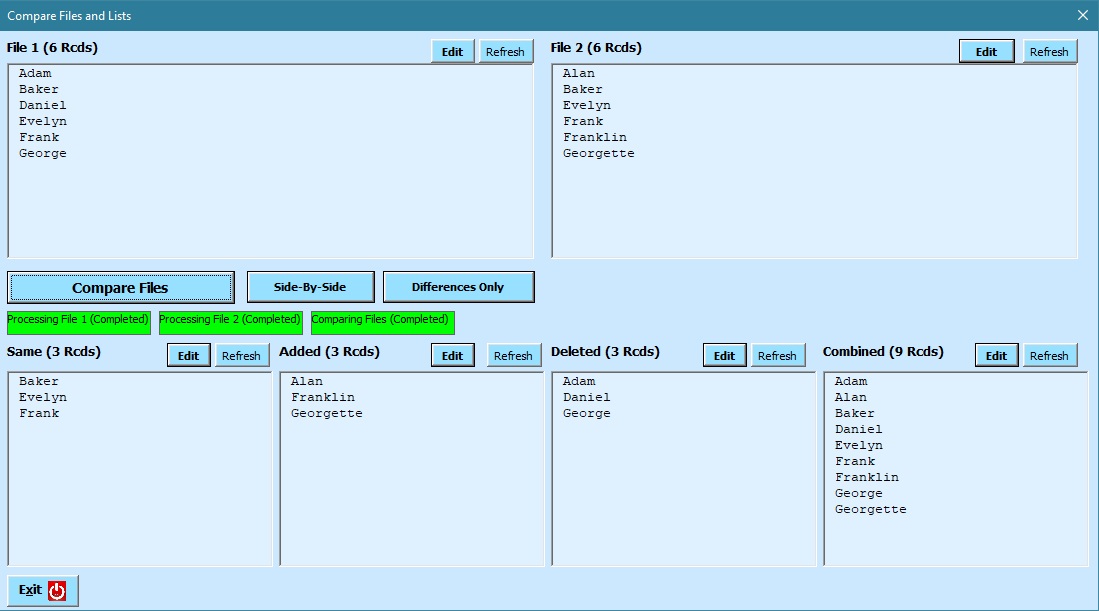 Compare Files and Lists
File 1 (6 Rcds)
Edit
Refresh
File 2 (6 Rcds)
Edit
Refresh
Adam
Baker
Daniel
Evelyn
Frank
George
Alan
Baker
Evelyn
Frank
Franklin
Georgette
Compare Files
Side-By-Side
Differences Only
Processing File 1 (Completed)
Processing File 2 (Completed)
Comparing Files (Completed)
Same (3 Rcds)
Edit
Refresh
Added (3 Rcds)
Edit
Refresh
Deleted (3 Rcds)
Edit
Refresh
Combined (9 Rcds)
Edit
Refresh
Baker
Evelyn
Frank
Alan
Franklin
Georgette
Adam
Daniel
George
Adam
Alan
Baker
Daniel
Evelyn
Frank
Franklin
George
Georgette
Exit